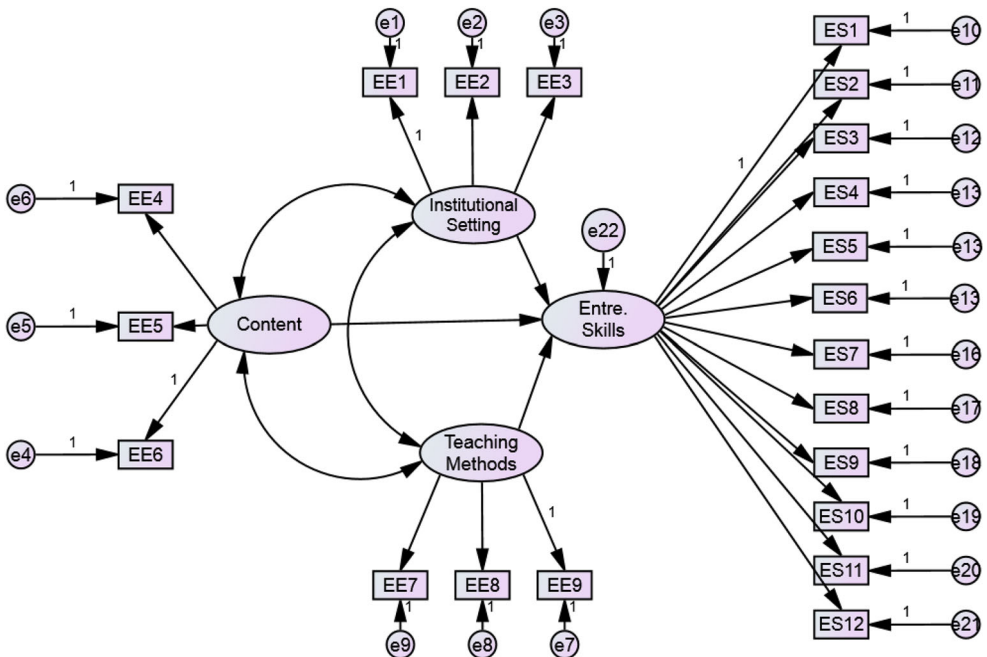 e1
e2
e3
1
1
1
EE1
EE2
EE3
1
e6
1
EE4
Institutional
Setting
e5
1
EE5
Content
1
e4
1
EE6
e22
1
Entre.
Skills
Teaching
Methods
1
EE7
EE8
EE9
1
1
1
e9
e8
e7
1
ES1
1
e10
ES2
1
e11
ES3
1
e12
ES4
1
e13
ES5
1
e13
ES6
1
e13
ES7
1
e16
ES8
1
e17
ES9
1
e18
ES10
1
e19
ES11
1
e20
ES12
1
e21